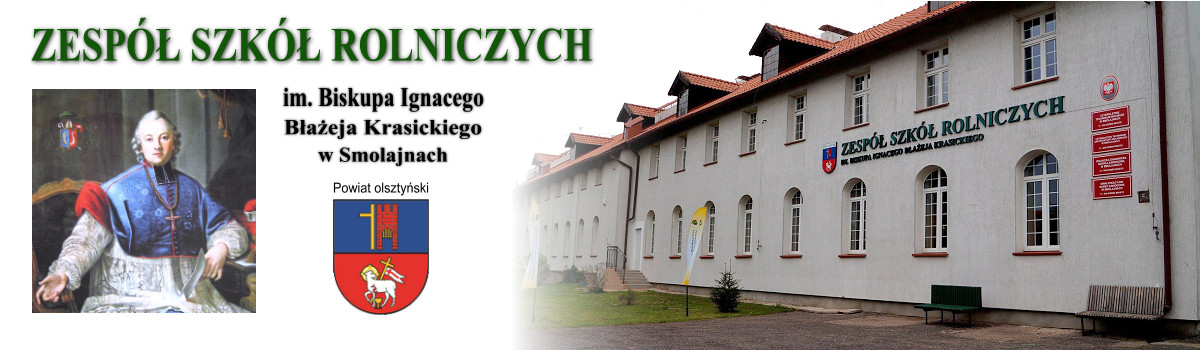 ZESPÓŁ SZKÓŁ ROLNICZYCH
im. Biskupa Ignacego
Błażeja Krasickiego
w Smolajnach
Powiat olsztyński
ZESPÓŁ SZKÓŁ ROLNICZYCH
IM. BISKUPA IGNACEGO BŁAŻEJA KRASICKIEGO